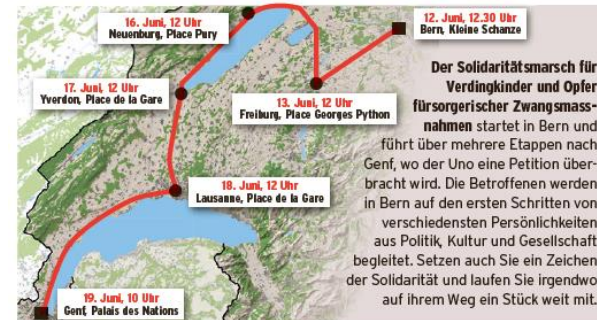 16. Juni, 12 Uhr
Neuenburg, Place Pury
12. Juni, 12.30 Uhr
Bern, Kleine Schanze
17. Juni, 12 Uhr
Yverdon, Place de la Gare
13. Juni, 12 Uhr
Freiburg, Place Georges Python
18. Juni, 12 Uhr
Lausanne, Place de la Gare
19. Juni, 10 Uhr
Genf, Palais des Nations
Der Solidaritätsmarsch für
Verdingkinder und Opfer
fürsorgerischer Zwangsmass-
nahmen startet in Bern und
führt über mehrere Etappen nach
Genf, wo der Uno eine Petition über-
bracht wird. Die Betroffenen werden
in Bern auf den ersten Schritten von
verschiedensten Persönlichkeiten
aus Politik, Kultur und Gesellschaft
begleitet. Setzen auch Sie ein Zeichen
der Solidarität und laufen Sie irgendwo
auf ihrem Weg ein Stück weit mit.